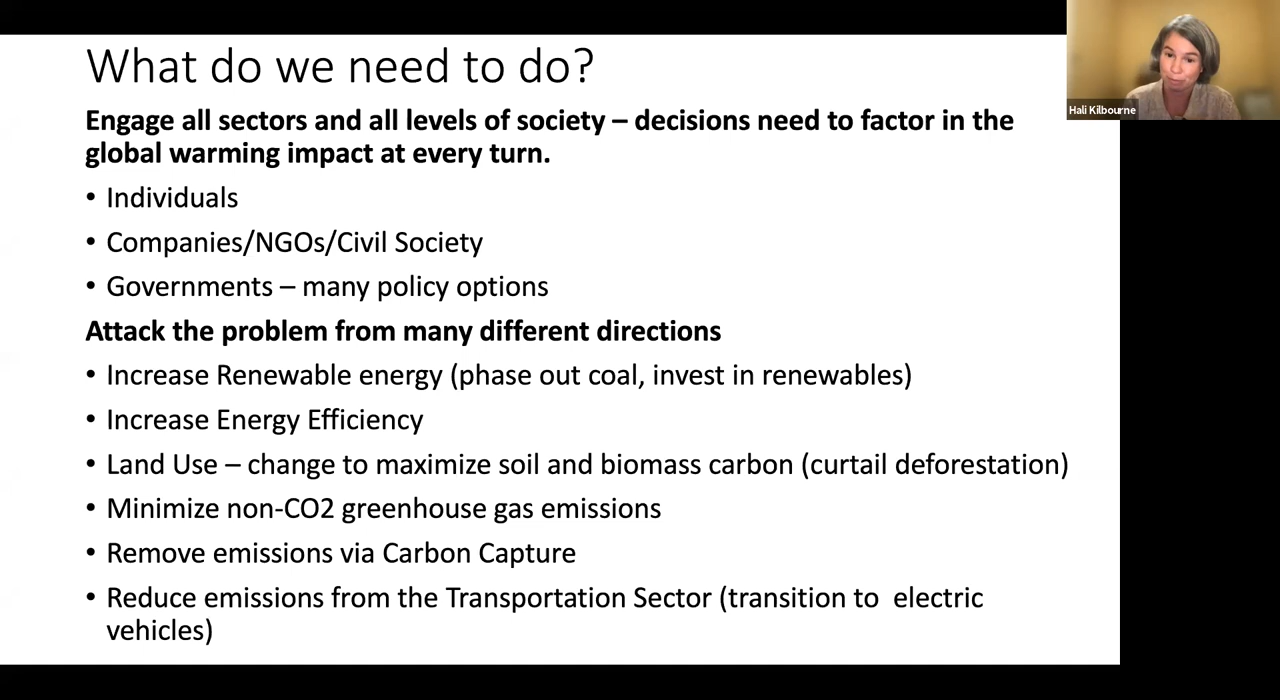 What do we need to do?
Engage all sectors and all levels of society – decisions need to factor in the
global warming impact at every turn.
• Individuals
• Companies/NGOs/Civil Society
• Governments – many policy options
Attack the problem from many different directions
• Increase Renewable energy (phase out coal, invest in renewables)
• Increase Energy Efficiency
• Land Use – change to maximize soil and biomass carbon (curtail deforestation)
• Minimize non-CO2 greenhouse gas emissions
• Remove emissions via Carbon Capture
• Reduce emissions from the Transportation Sector (transition to  electric
vehicles)
Hali Kilbourne